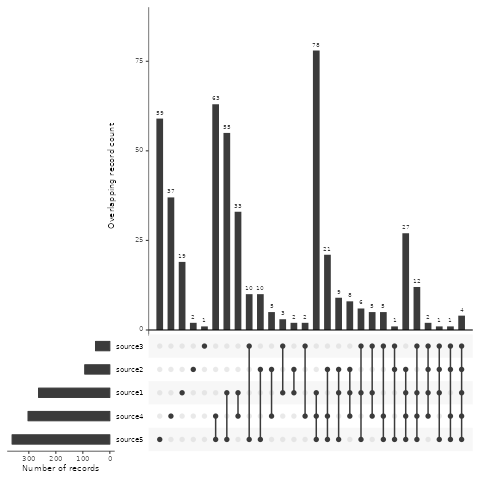 78
75
59 37 19 2 1 63 55 33 10 10 5 3 2 2 21 9 8 6 5 5 1 27 12 2 1 1 4
50
25
0
Overlapping record count
source3
source2
source1
source4
source5
300 200 100 0
Number of records